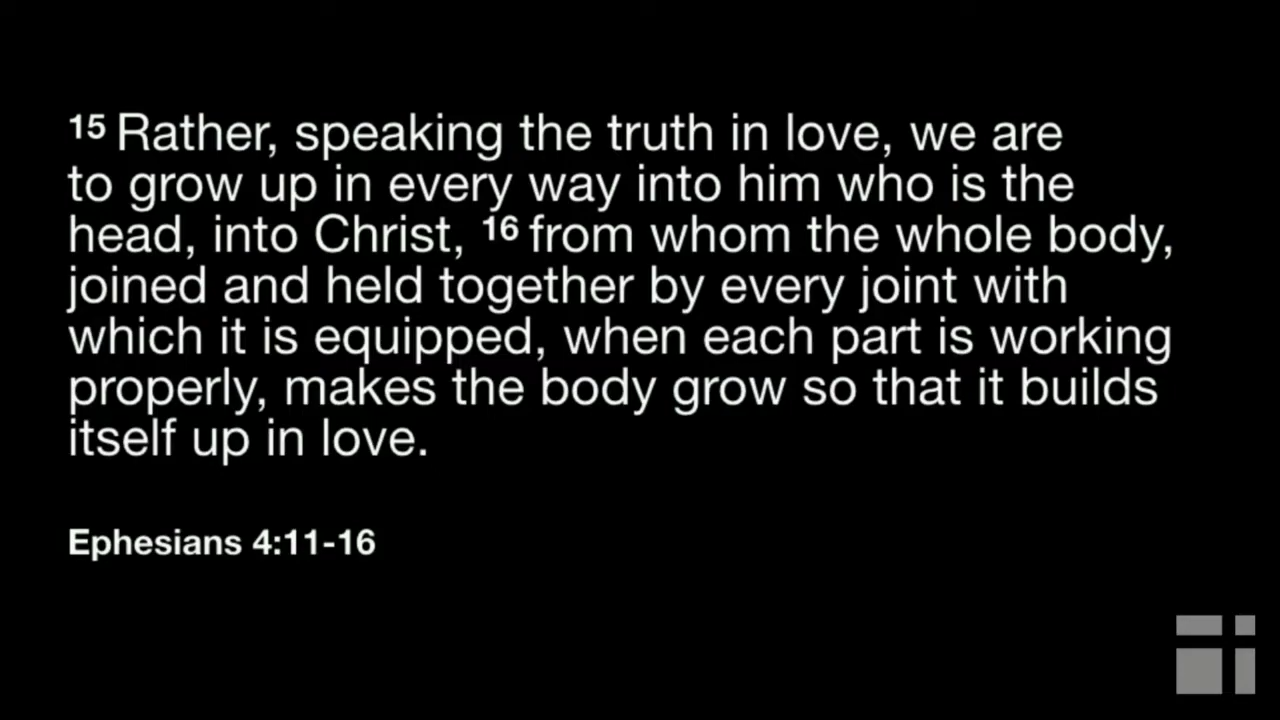 15 Rather, speaking the truth in love, we are
to grow up in every way into him who is the
head, into Christ, 16 from whom the whole body,
joined and held together by every joint with
which it is equipped, when each part is working
properly, makes the body grow so that it builds
itself up in love.
Ephesians 4:11-16